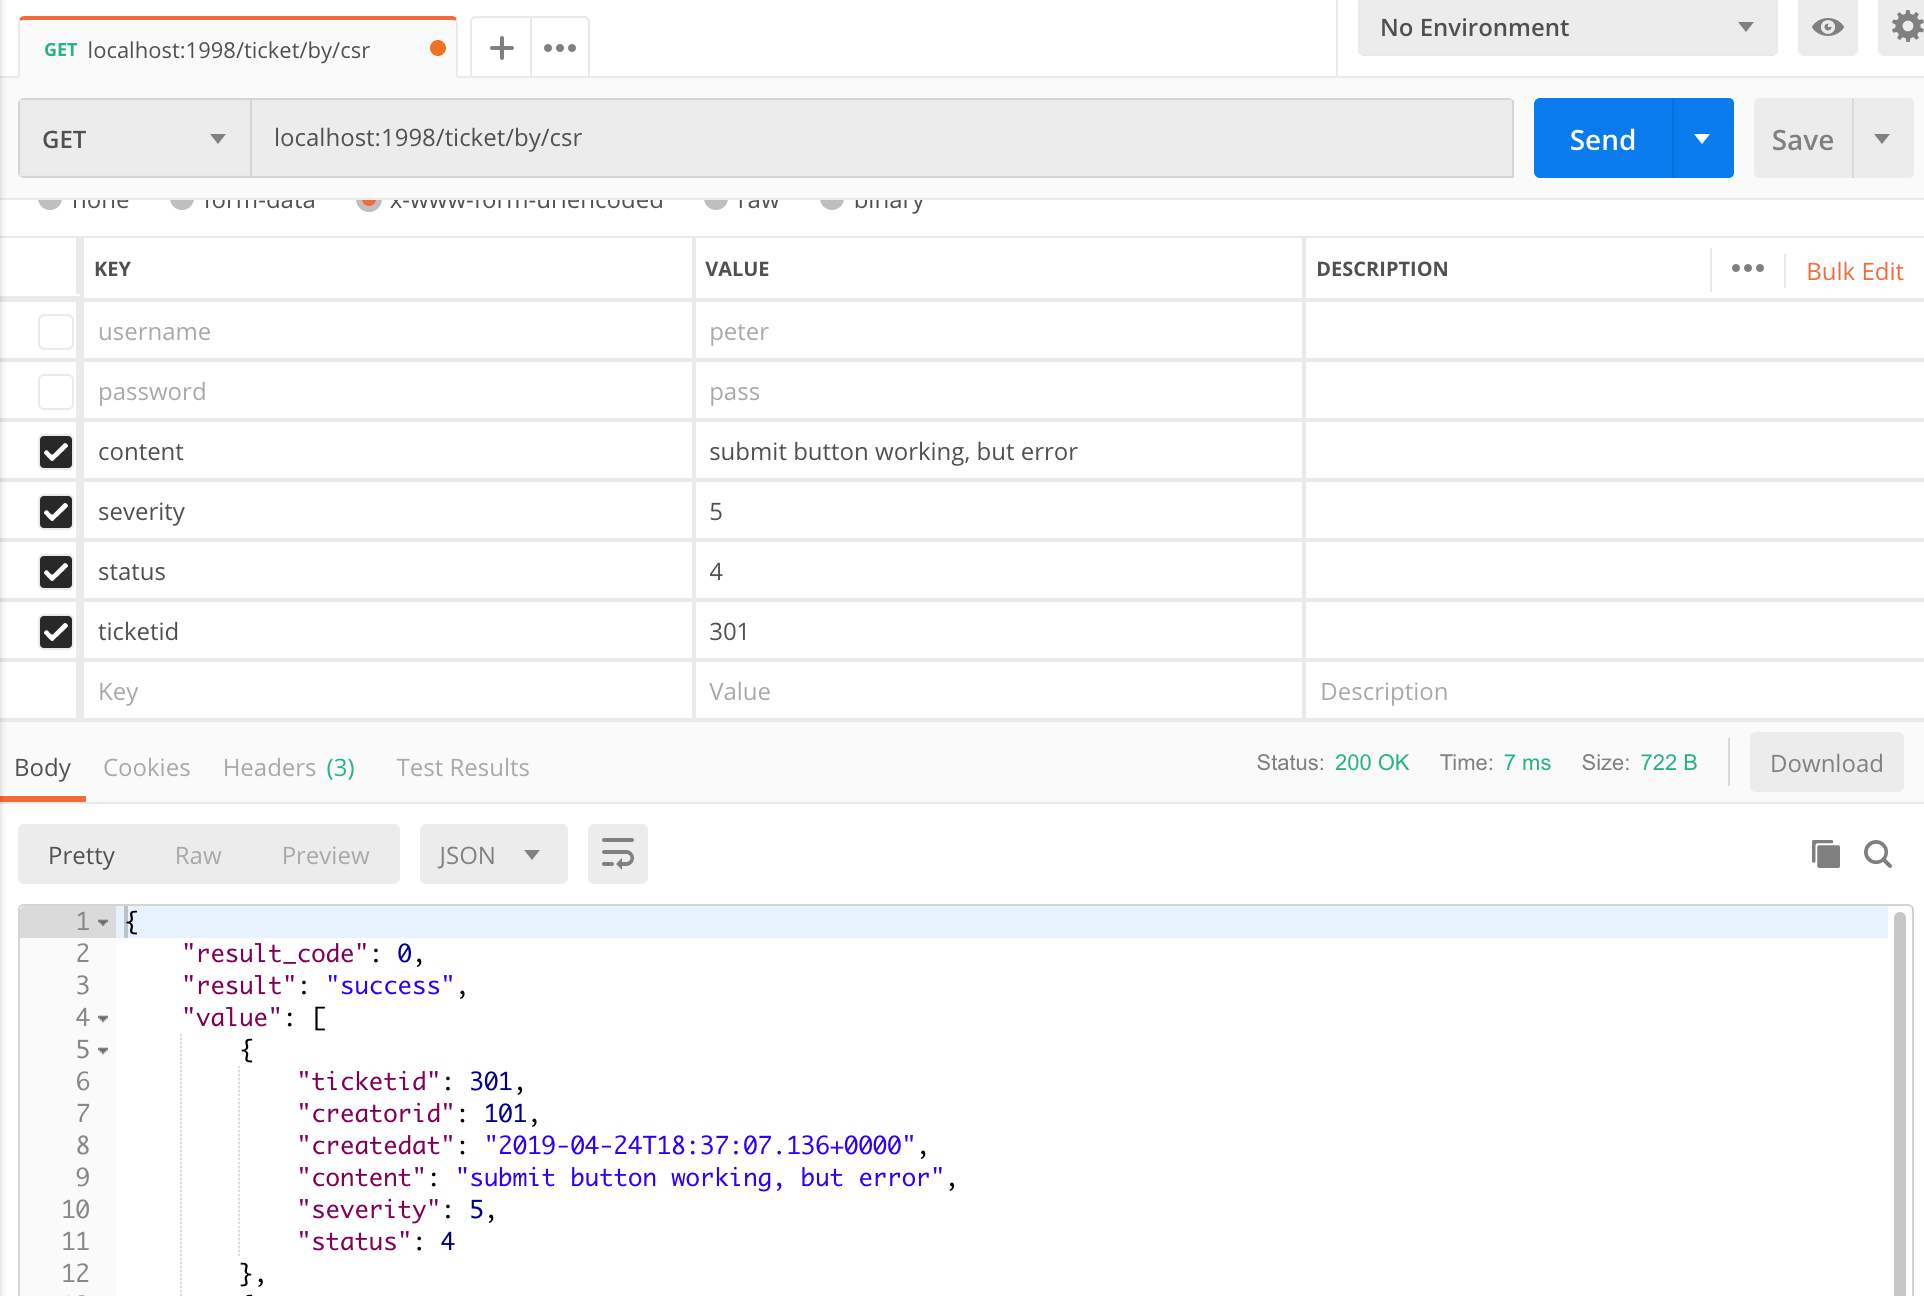 GET localhost:1998/ticket/by/csr
No Environment
GET localhost:1998/ticket/by/csr Send Save
none form-data x-www-form-urlencoded raw binary
KEY VALUE DESCRIPTION Bulk Edit
username peter
password pass
content submit button working, but error
severity 5
status 4
ticketid 301
Key Value Description
Body Cookies Headers (3) Test Results Status: 200 OK Time: 7 ms Size: 722 B Download
Pretty Raw Preview JSON
1 {
2 "result_code": 0,
3 "result": "success",
4 "value": [
5 {
6 "ticketid": 301,
7 "creatorid": 101,
8 "createdat": "2019-04-24T18:37:07.136+0000",
9 "content": "submit button working, but error",
10 "severity": 5,
11 "status": 4
12 },